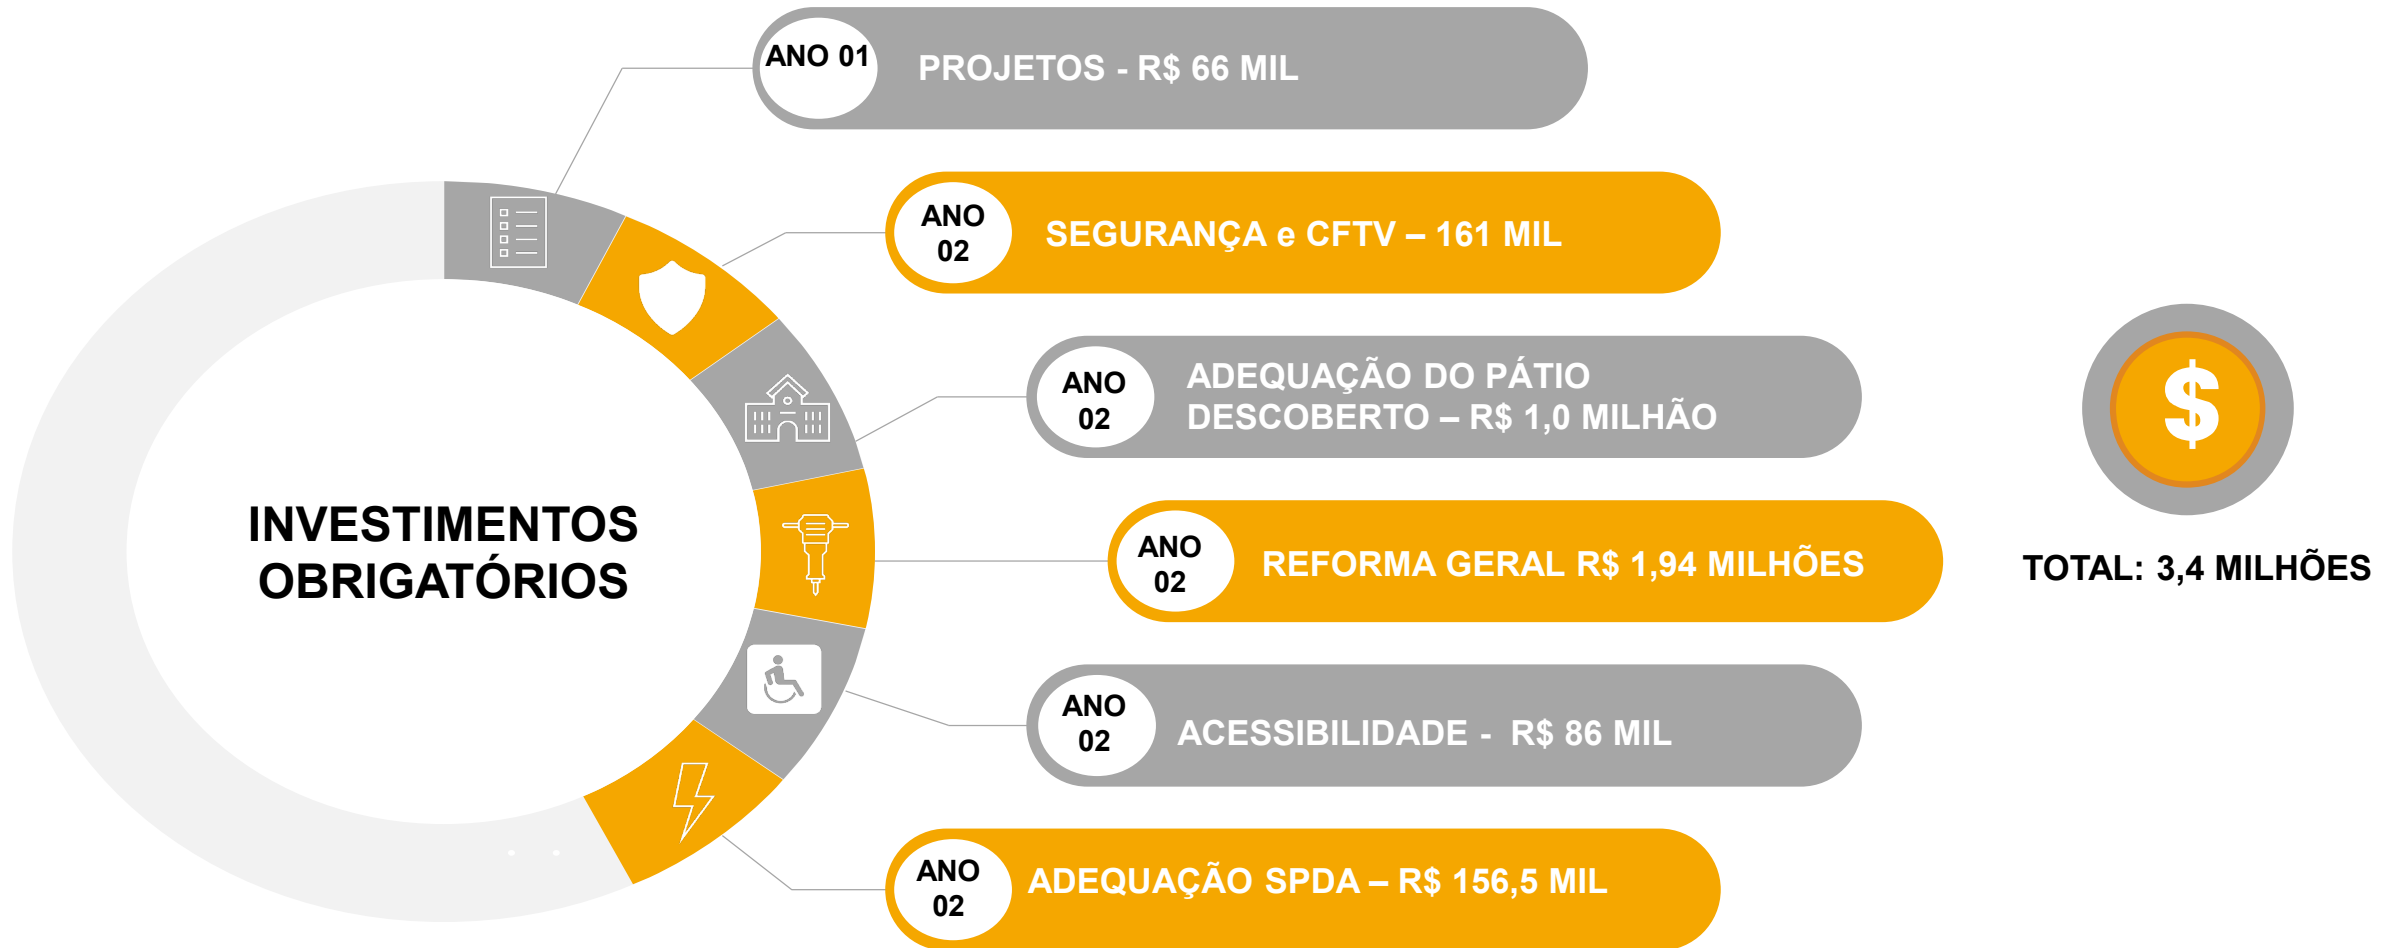 ANO 01
PROJETOS - R$ 66 MIL
ANO
02
SEGURANÇA e CFTV – 161 MIL
ANO
02
ADEQUAÇÃO DO PÁTIO
DESCOBERTO – R$ 1,0 MILHÃO
INVESTIMENTOS
OBRIGATÓRIOS
ANO
02
REFORMA GERAL R$ 1,94 MILHÕES
$
TOTAL: 3,4 MILHÕES
ANO
02
ACESSIBILIDADE - R$ 86 MIL
ANO
02
ADEQUAÇÃO SPDA – R$ 156,5 MIL